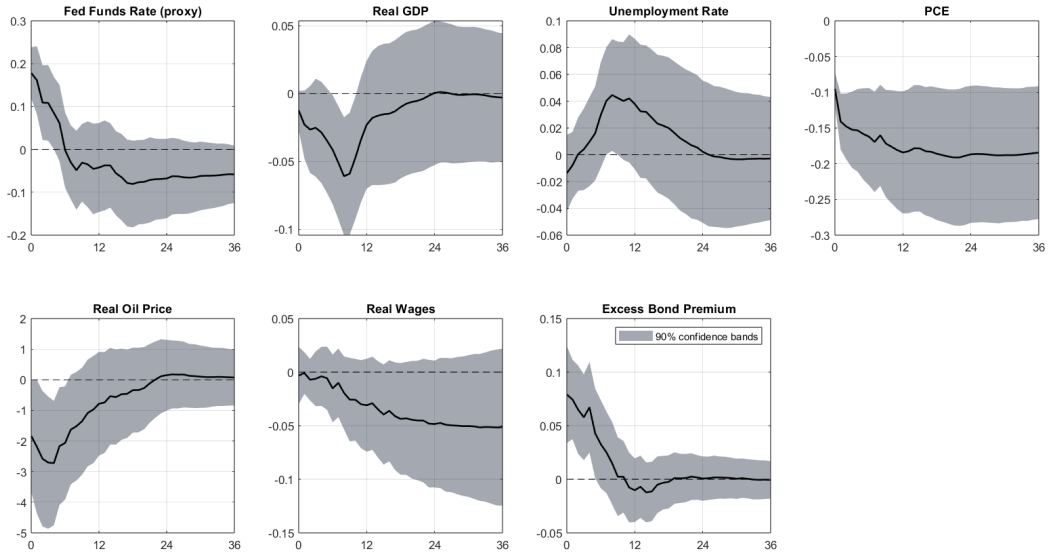 Fed Funds Rate (proxy)
0.3
0.2
0.1
0
-0.1
-0.2
0 12 24 36
Real GDP
0.05
0
-0.05
-0.1
0 12 24 36
Unemployment Rate
0.1
0.08
0.06
0.04
0.02
0
-0.02
-0.04
-0.06
0 12 24 36
PCE
0
-0.05
-0.1
-0.15
-0.2
-0.25
-0.3
0 12 24 36
Real Oil Price
2
1
0
-1
-2
-3
-4
-5
0 12 24 36
Real Wages
0.05
0
-0.05
-0.1
-0.15
0 12 24 36
Excess Bond Premium
90% confidence bands
0.15
0.1
0.05
0
-0.05
0 12 24 36